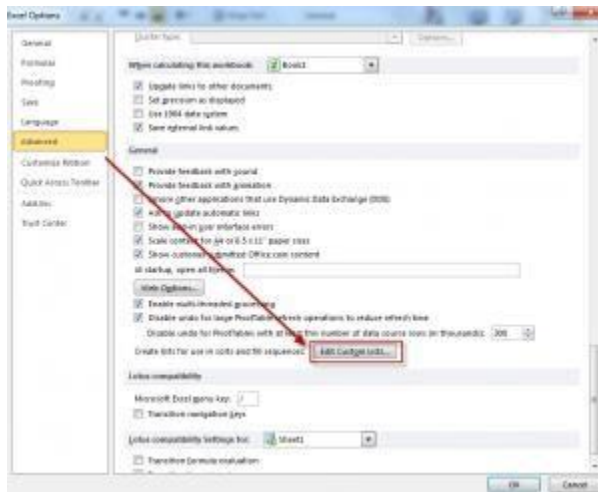 Excel Options
General
Formulas
Proofing
Save
Language
Advanced
Customize Ribbon
Quick Access Toolbar
Add-Ins
Trust Center
Options...
When calculating this workbook: Book1
Update links to other documents
Set precision as displayed
Use 1904 date system
Save external link values
General
Provide feedback with sound
Provide feedback with animation
Ignore other applications that use Dynamic Data Exchange (DDE)
Ask to update automatic links
Show add-in user interface errors
Scale content for A4 or 8.5 x 11" paper sizes
Show customer submitted Office.com content
At startup, open all files in:
Web Options...
Enable multi-threaded processing
Disable undo for large PivotTable refresh operations to reduce refresh time
Disable undo for PivotTables with at least this number of data source rows (in thousands): 300
Create lists for use in sorts and fill sequences: Edit Custom Lists...
Lotus compatibility
Microsoft Excel menu key: /
Transition navigation keys
Lotus compatibility Settings for: Sheet1
Transition formula evaluation
OK Cancel